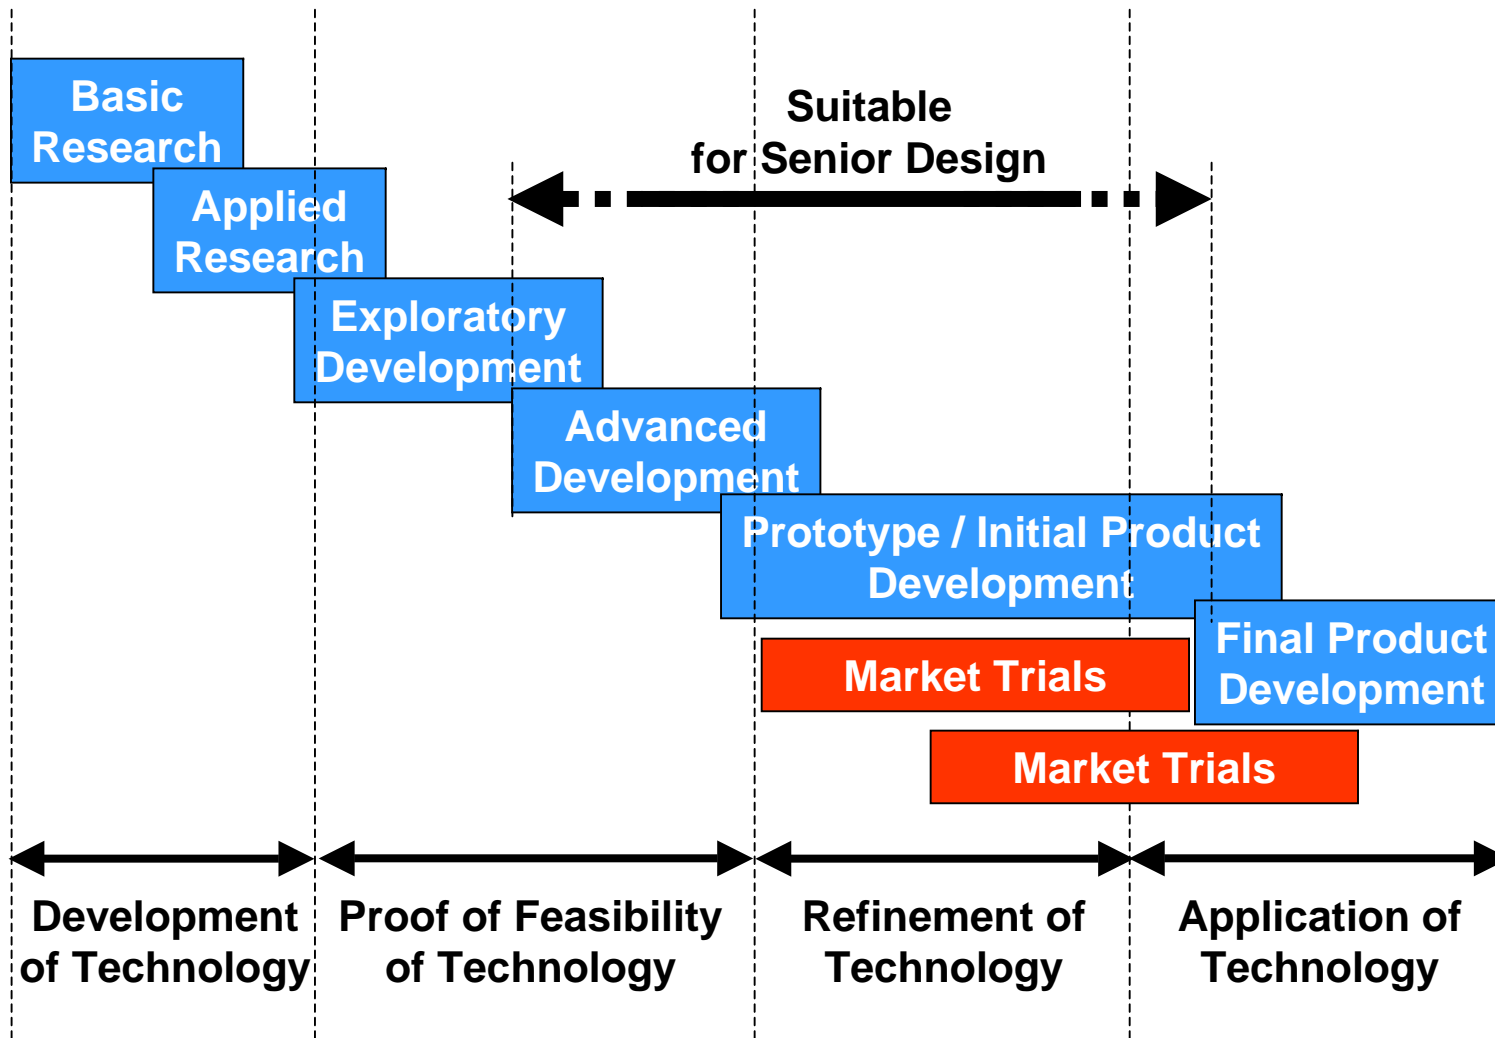 Basic
Research
Suitable
for Senior Design
Applied
Research
Exploratory
Development
Advanced
Development
Prototype / Initial Product
Development
Final Product
Development
Market Trials
Market Trials
Development
of Technology
Proof of Feasibility
of Technology
Refinement of
Technology
Application of
Technology